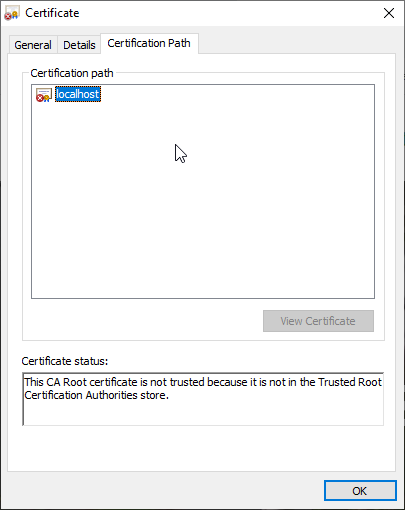 Certificate
General
Details
Certification Path
Certification path
localhost
View Certificate
Certificate status:
This CA Root certificate is not trusted because it is not in the Trusted Root
Certification Authorities store.
OK